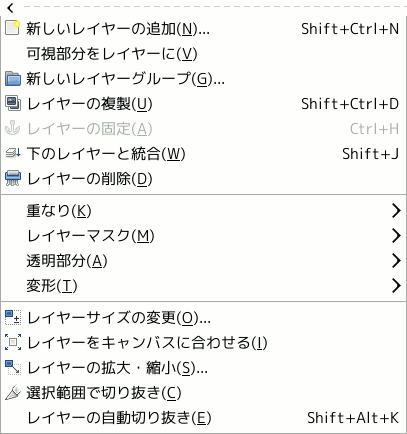 新しいレイヤーの追加(N)... Shift+Ctrl+N
可視部分をレイヤーに(V)
新しいレイヤーグループ(G)...
レイヤーの複製(U) Shift+Ctrl+D
レイヤーの固定(A) Ctrl+H
下のレイヤーと統合(W) Shift+J
レイヤーの削除(D)
重なり(K)
レイヤーマスク(M)
透明部分(A)
変形(T)
レイヤーサイズの変更(O)...
レイヤーをキャンバスに合わせる(I)
レイヤーの拡大・縮小(S)...
選択範囲で切り抜き(C)
レイヤーの自動切り抜き(E) Shift+Alt+K